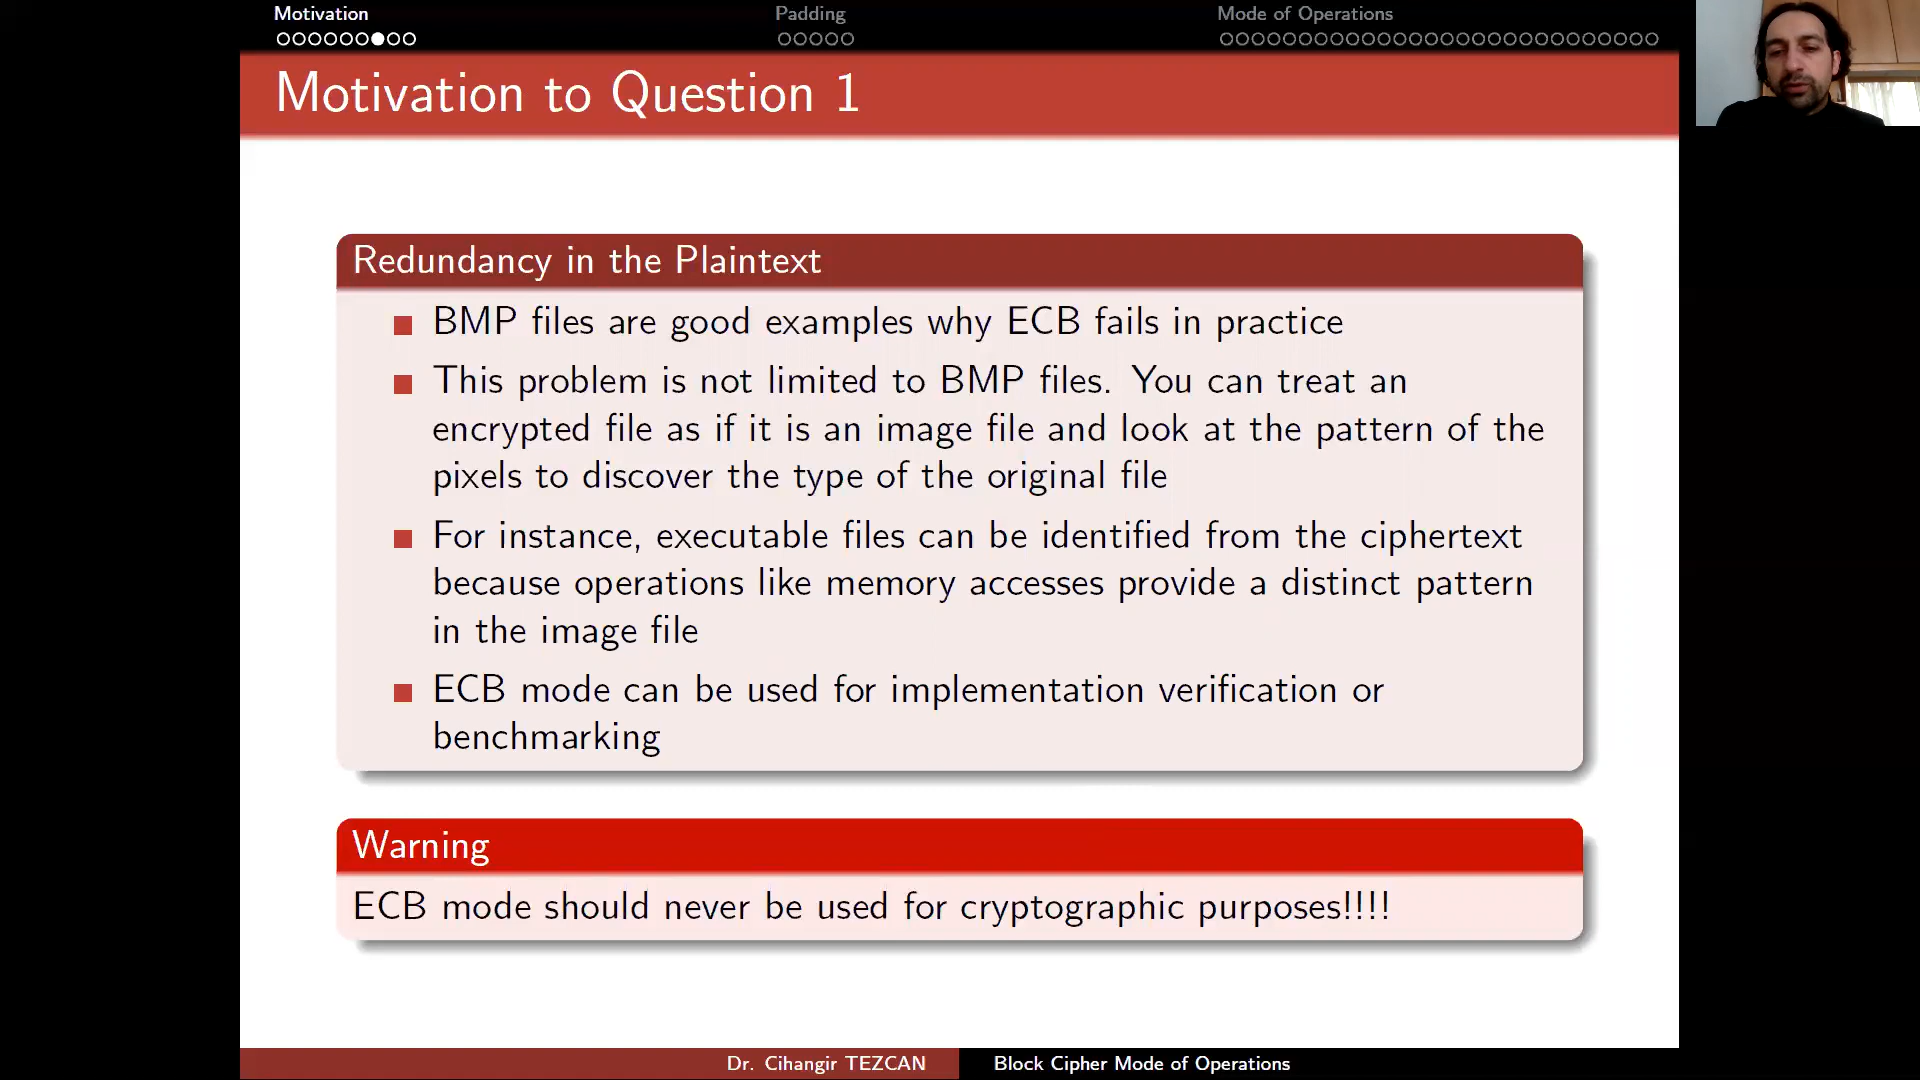 Motivation
Padding
Mode of Operations
Motivation to Question 1
Redundancy in the Plaintext
BMP files are good examples why ECB fails in practice
This problem is not limited to BMP files. You can treat an
encrypted file as if it is an image file and look at the pattern of the
pixels to discover the type of the original file
For instance, executable files can be identified from the ciphertext
because operations like memory accesses provide a distinct pattern
in the image file
ECB mode can be used for implementation verification or
benchmarking
Warning
ECB mode should never be used for cryptographic purposes!!!!
Dr. Cihangir TEZCAN
Block Cipher Mode of Operations